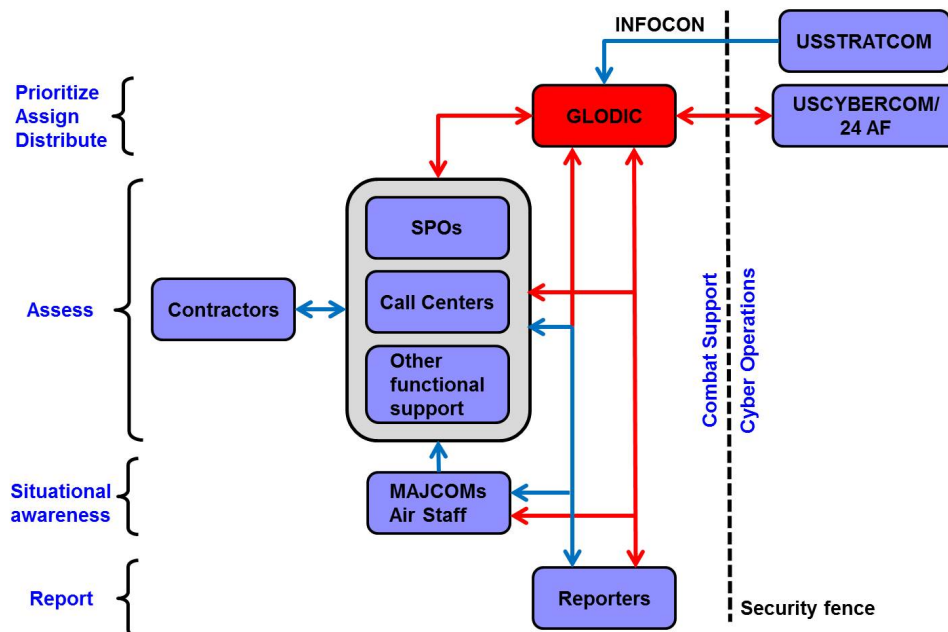 INFOCON
USSTRATCOM
Prioritize
Assign
Distribute
GLODIC
USCYBERCOM/
24 AF
SPOs
Assess
Contractors
Call Centers
Other
functional
support
Combat Support
Cyber Operations
Situational
awareness
MAJCOMs
Air Staff
Report
Reporters
Security fence